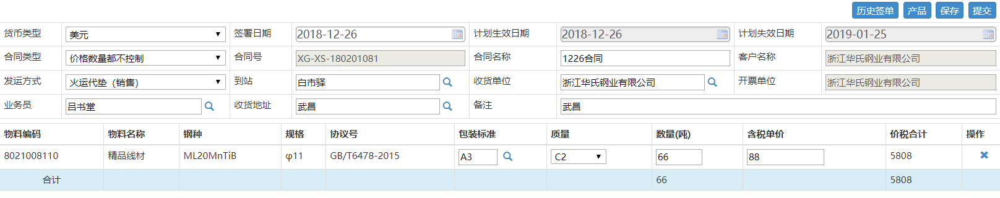 历史签单 产品 保存 提交
货币类型 美元 签署日期 2018-12-26 计划生效日期 2018-12-26 计划失效日期 2019-01-25
合同类型 价格数量都不控制 合同号 XG-XS-180201081 合同名称 1226合同 客户名称 浙江华氏钢业有限公司
发运方式 火运代垫（销售） 到站 白市驿 收货单位 浙江华氏钢业有限公司 开票单位 浙江华氏钢业有限公司
业务员 吕书堂 收货地址 武昌 备注 武昌
物料编码 物料名称 钢种 规格 协议号 包装标准 质量 数量(吨) 含税单价 价税合计 操作
8021008110 精品线材 ML20MnTiB φ11 GB/T6478-2015 A3 C2 66 88 5808
合计 66 5808